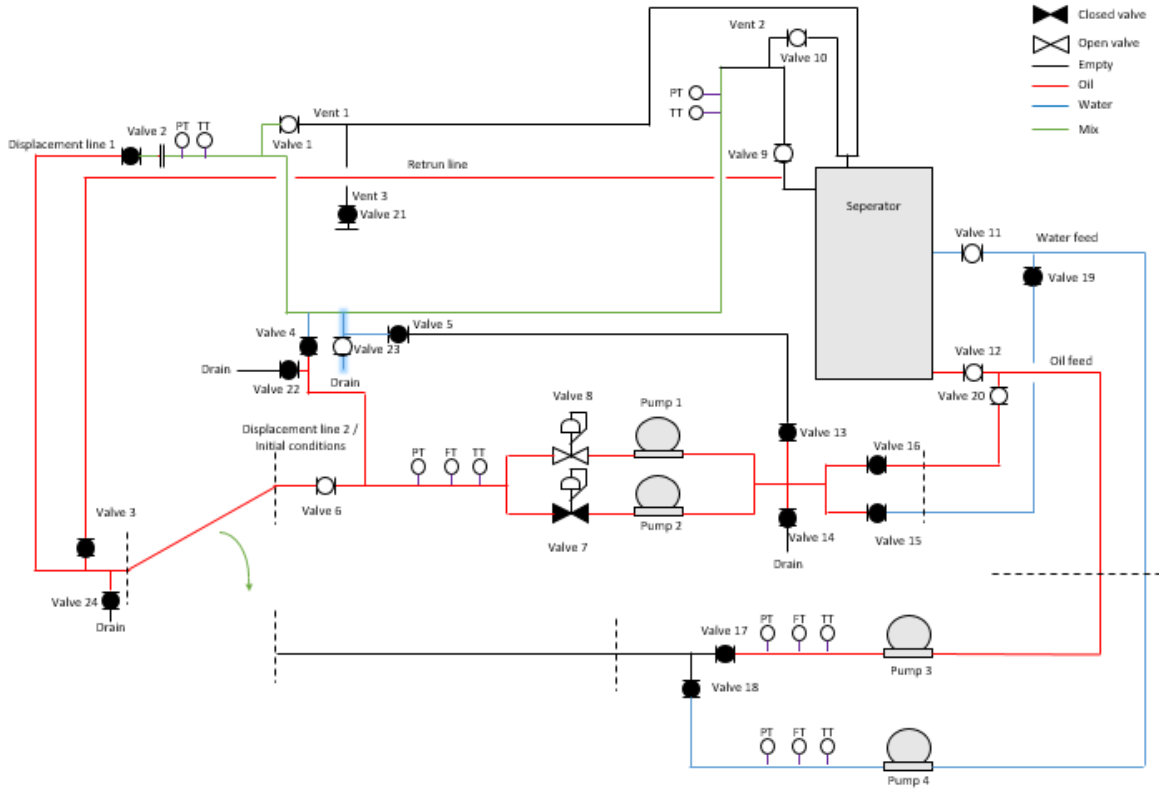 Closed valve
Vent 2
Open valve
Valve 10
Empty
Oil
PT
Water
TT
Vent 1
Mix
PT TT
Valve 2
Displacement line 1
Valve 1
Valve 9
Retrun line
Vent 3
Seperator
Valve 21
Valve 11
Water feed
Valve 19
Valve 4
Valve 5
Valve 23
Valve 12
Oil feed
Drain
Drain
Valve 22
Valve 20
Valve 8
Pump 1
Displacement line 2 /
Initial conditions
Valve 13
Valve 16
PT FT TT
Valve 6
Pump 2
Valve 3
Valve 7
Valve 14
Valve 15
Drain
Valve 24
Drain
Valve 17
PT FT TT
Pump 3
Valve 18
PT FT TT
Pump 4